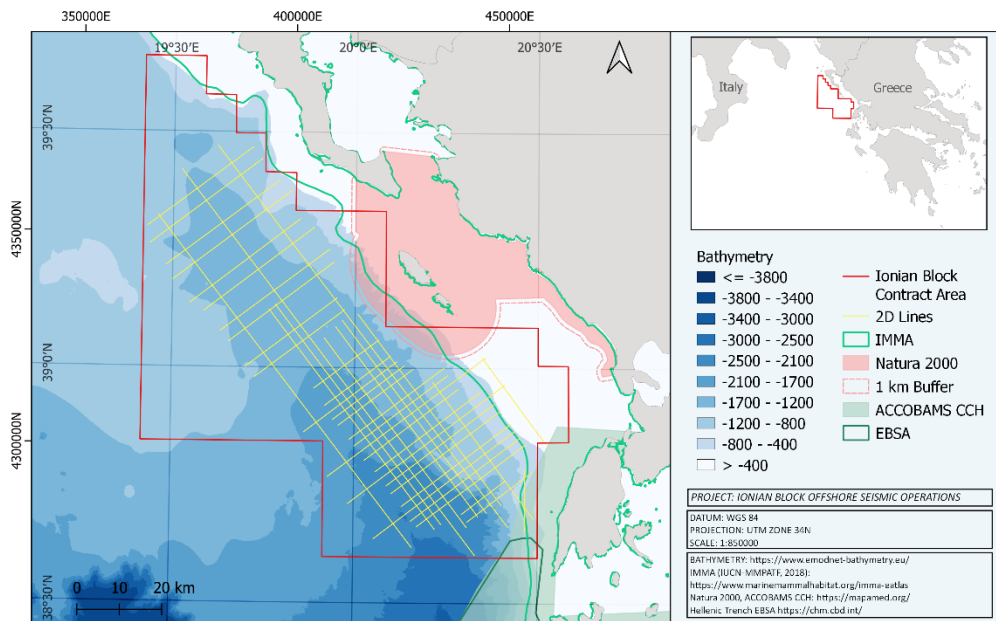 350000E
400000E
450000E
19°30'E
20°0'E
20°30'E
39°30'N
4350000N
39°0'N
4300000N
38°30'N
0 10 20 km
Italy
Greece
Bathymetry
<= -3800
-3800 - -3400
-3400 - -3000
-3000 - -2500
-2500 - -2100
-2100 - -1700
-1700 - -1200
-1200 - -800
-800 - -400
> -400
Ionian Block
Contract Area
2D Lines
IMMA
Natura 2000
1 km Buffer
ACCOBAMS CCH
EBSA
PROJECT: IONIAN BLOCK OFFSHORE SEISMIC OPERATIONS
DATUM: WGS 84
PROJECTION: UTM ZONE 34N
SCALE: 1:850000
BATHYMETRY: https://www.emodnet-bathymetry.eu/
IMMA (IUCN-MMPATF, 2018):
https://www.marinemammalhabitat.org/imma-eatlas
Natura 2000, ACCOBAMS CCH: https://mapamed.org/
Hellenic Trench EBSA https://chm.cbd.int/